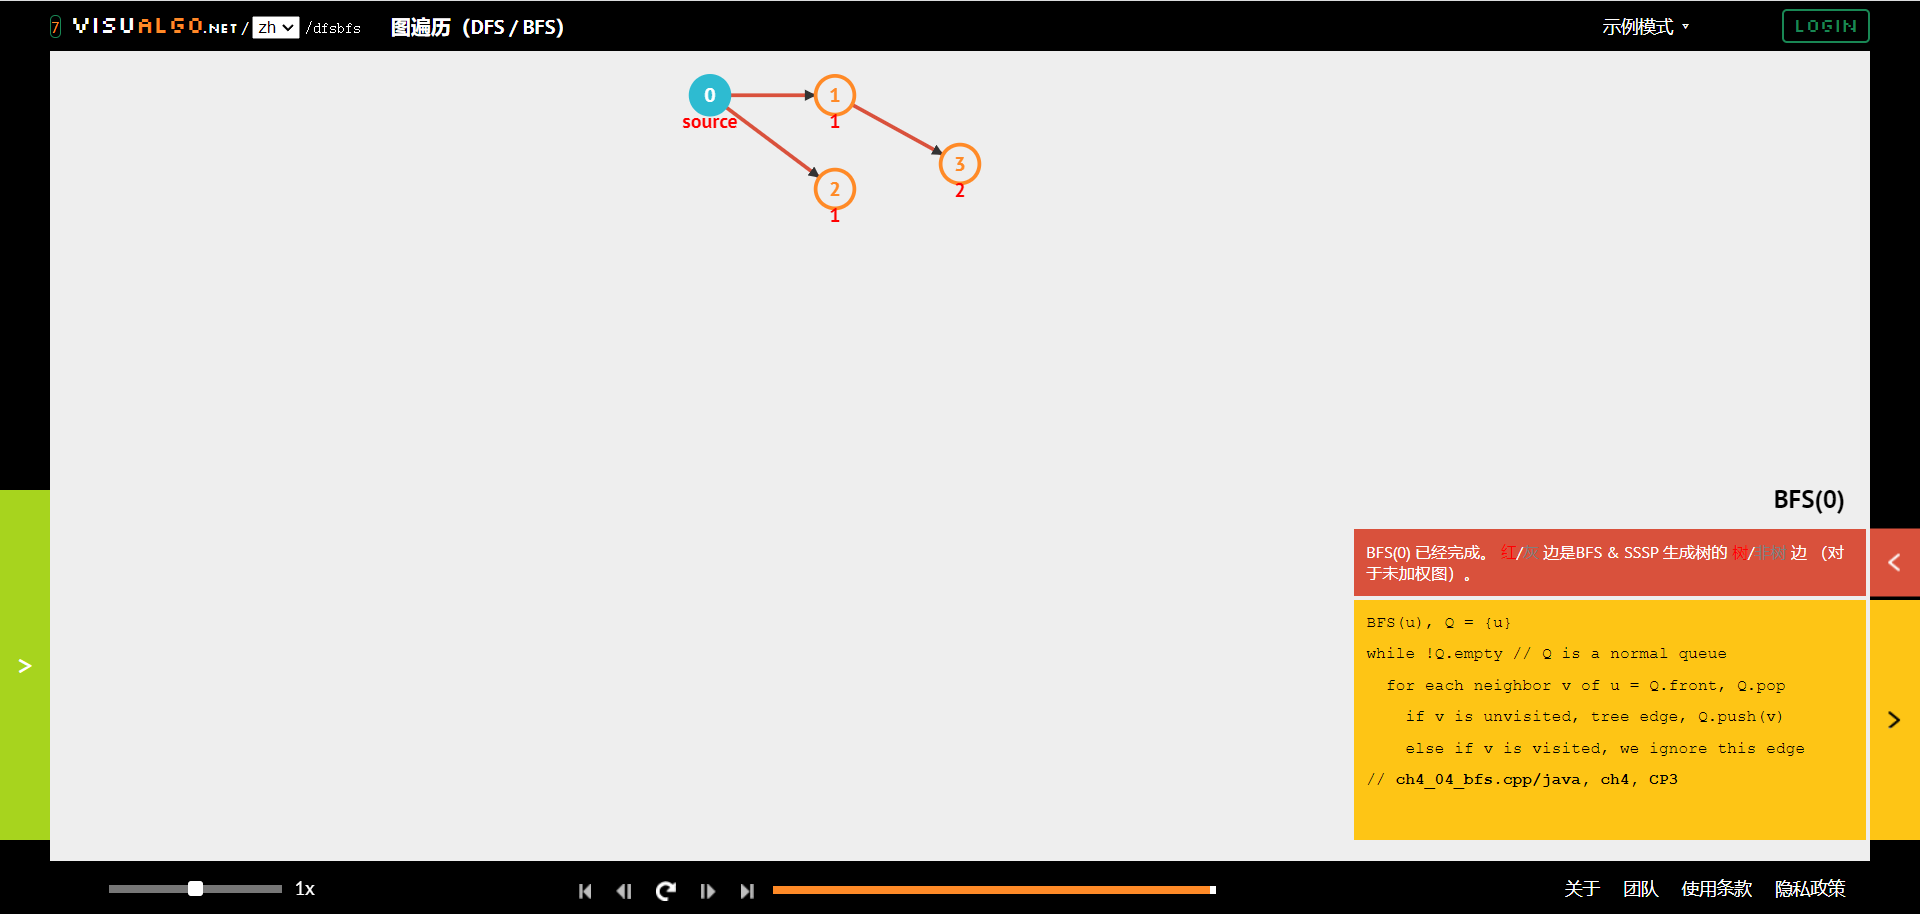 7 VISUALGO.NET / zh /dfsbfs 图遍历（DFS / BFS） 示例模式 ▼ LOGIN
0 1
source 1
3
2 2
1
BFS(0)
BFS(0) 已经完成。 红/灰 边是BFS & SSSP 生成树的 树/非树 边 （对
于未加权图）。
BFS(u), Q = {u}
while !Q.empty // Q is a normal queue
for each neighbor v of u = Q.front, Q.pop
if v is unvisited, tree edge, Q.push(v)
else if v is visited, we ignore this edge
// ch4_04_bfs.cpp/java, ch4, CP3
1x 关于 团队 使用条款 隐私政策